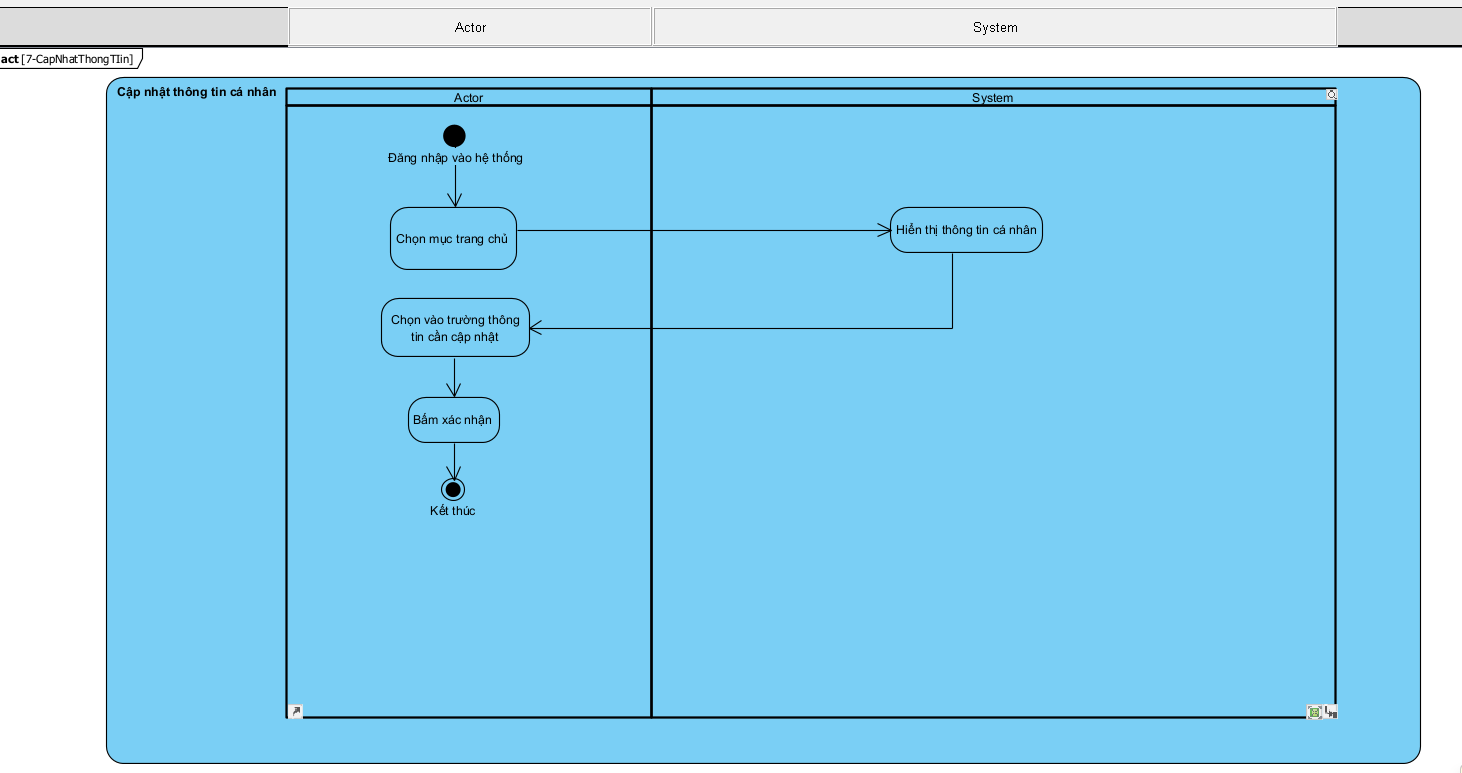 Actor
System
act [7-CapNhatThongTIin]
Cập nhật thông tin cá nhân
Actor
System
Đăng nhập vào hệ thống
Chọn mục trang chủ
Hiển thị thông tin cá nhân
Chọn vào trường thông
tin cần cập nhật
Bấm xác nhận
Kết thúc